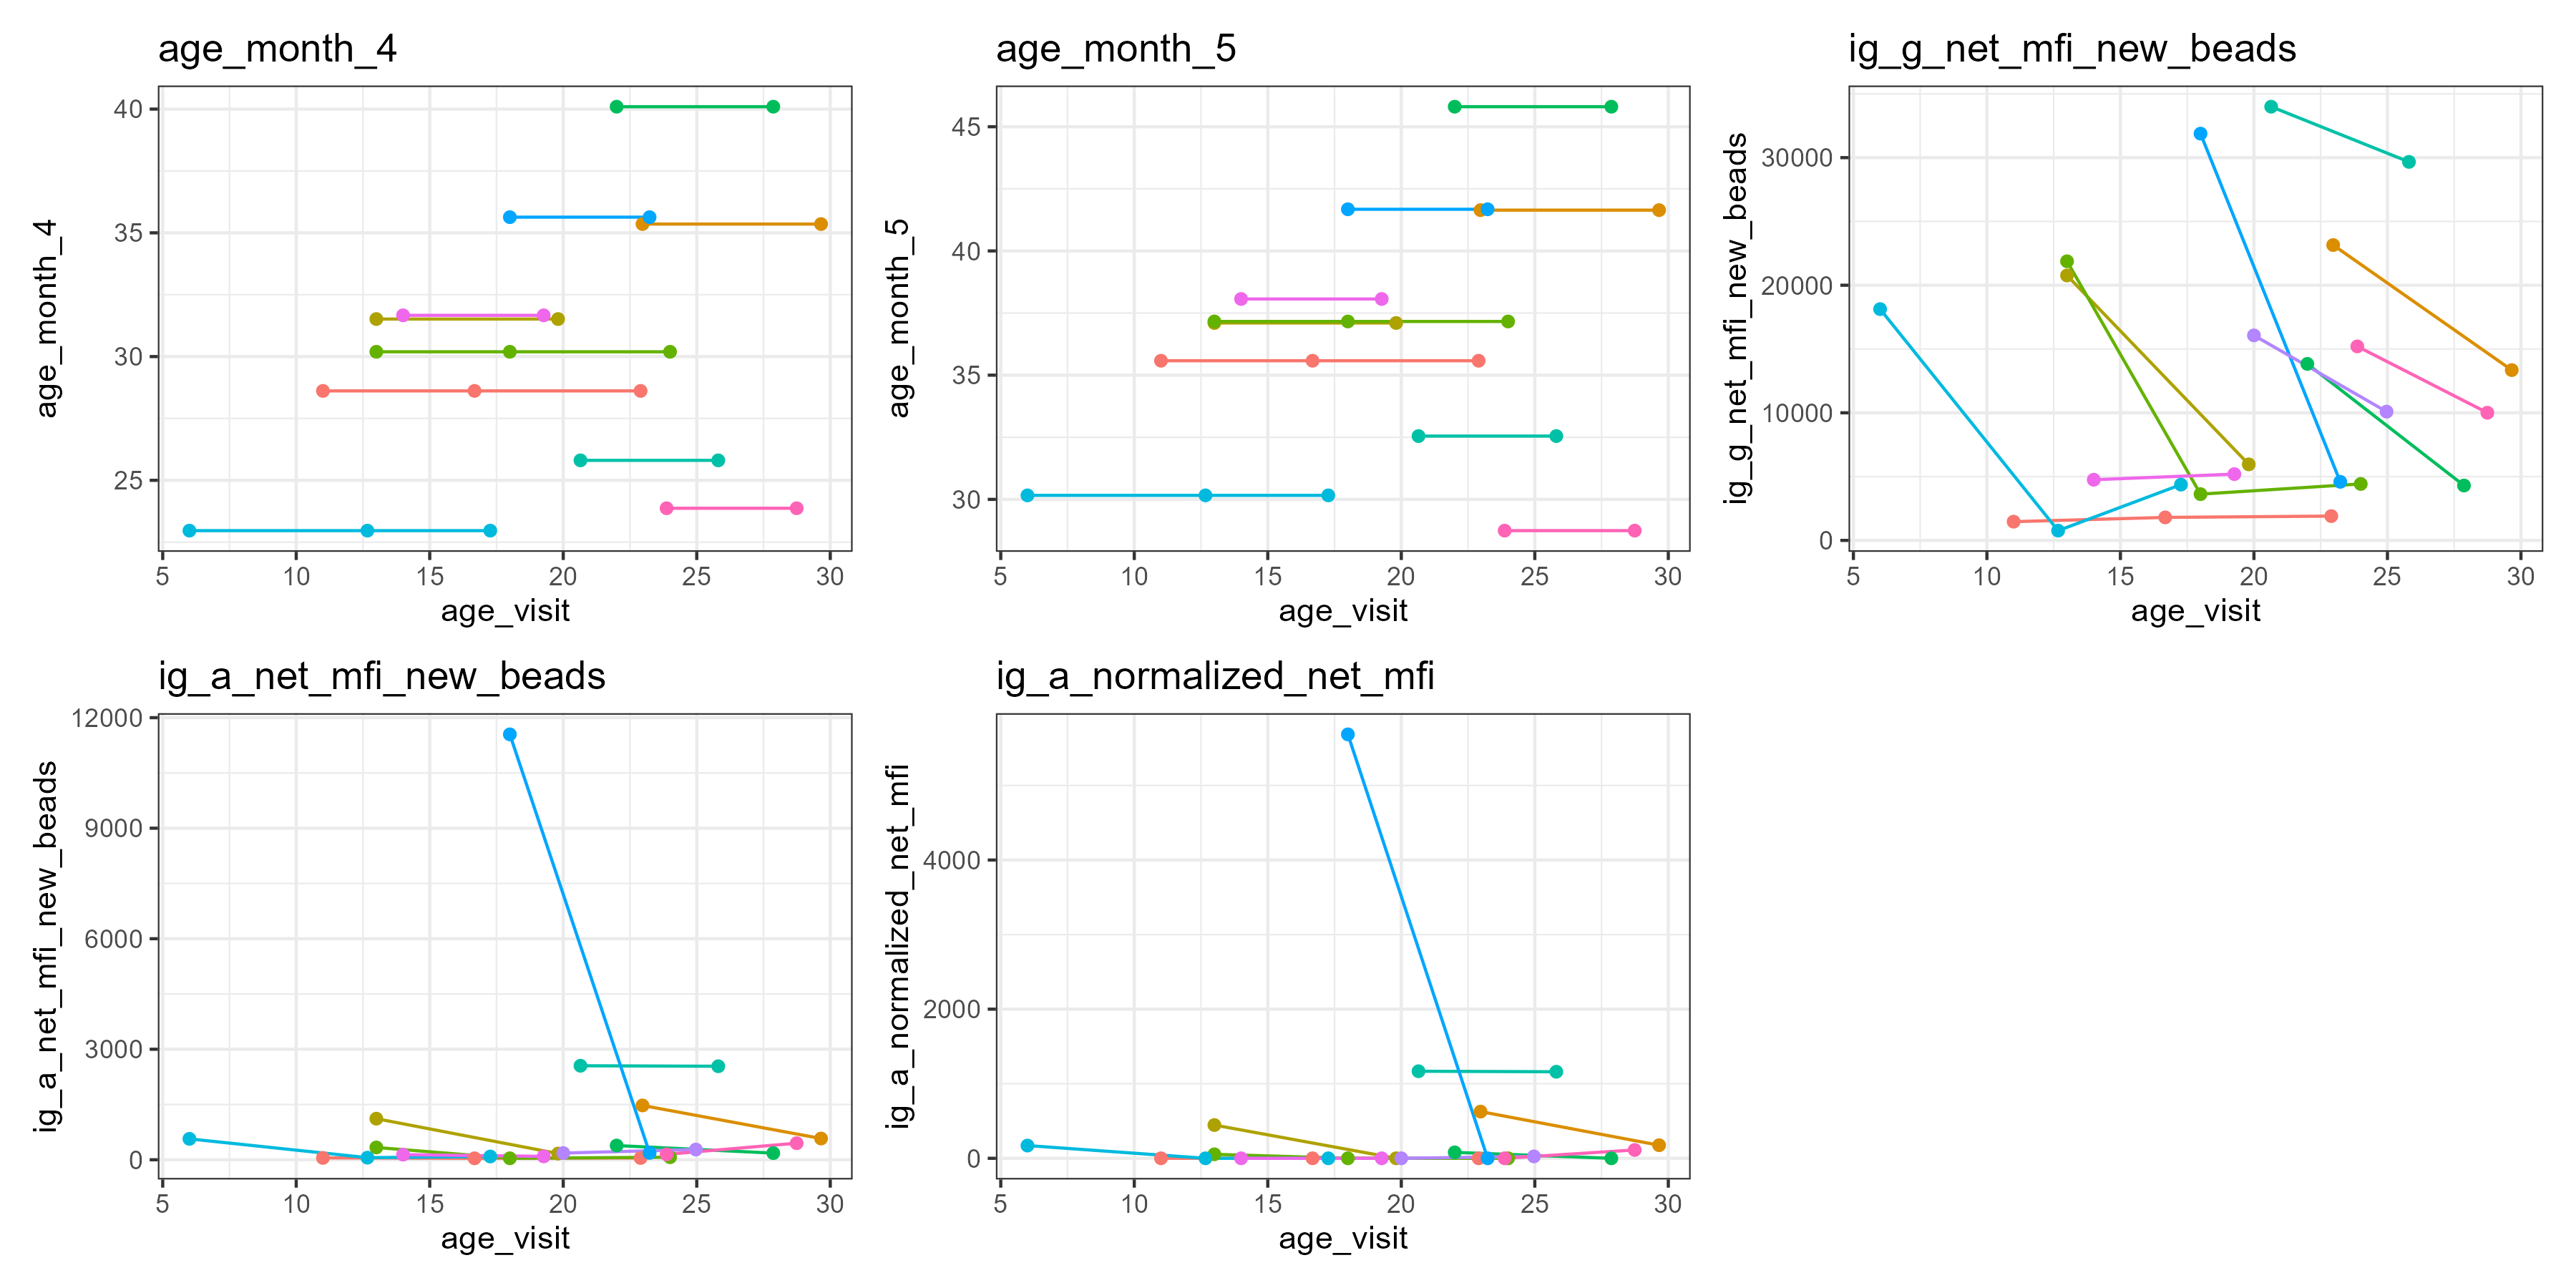 age_month_4
age_month_5
ig_g_net_mfi_new_beads
age_month_4
40
35
30
25
5 10 15 20 25 30
age_visit
age_month_5
45
40
35
30
5 10 15 20 25 30
age_visit
ig_g_net_mfi_new_beads
30000
20000
10000
0
5 10 15 20 25 30
age_visit
ig_a_net_mfi_new_beads
ig_a_normalized_net_mfi
ig_a_net_mfi_new_beads
12000
9000
6000
3000
0
5 10 15 20 25 30
age_visit
ig_a_normalized_net_mfi
4000
2000
0
5 10 15 20 25 30
age_visit